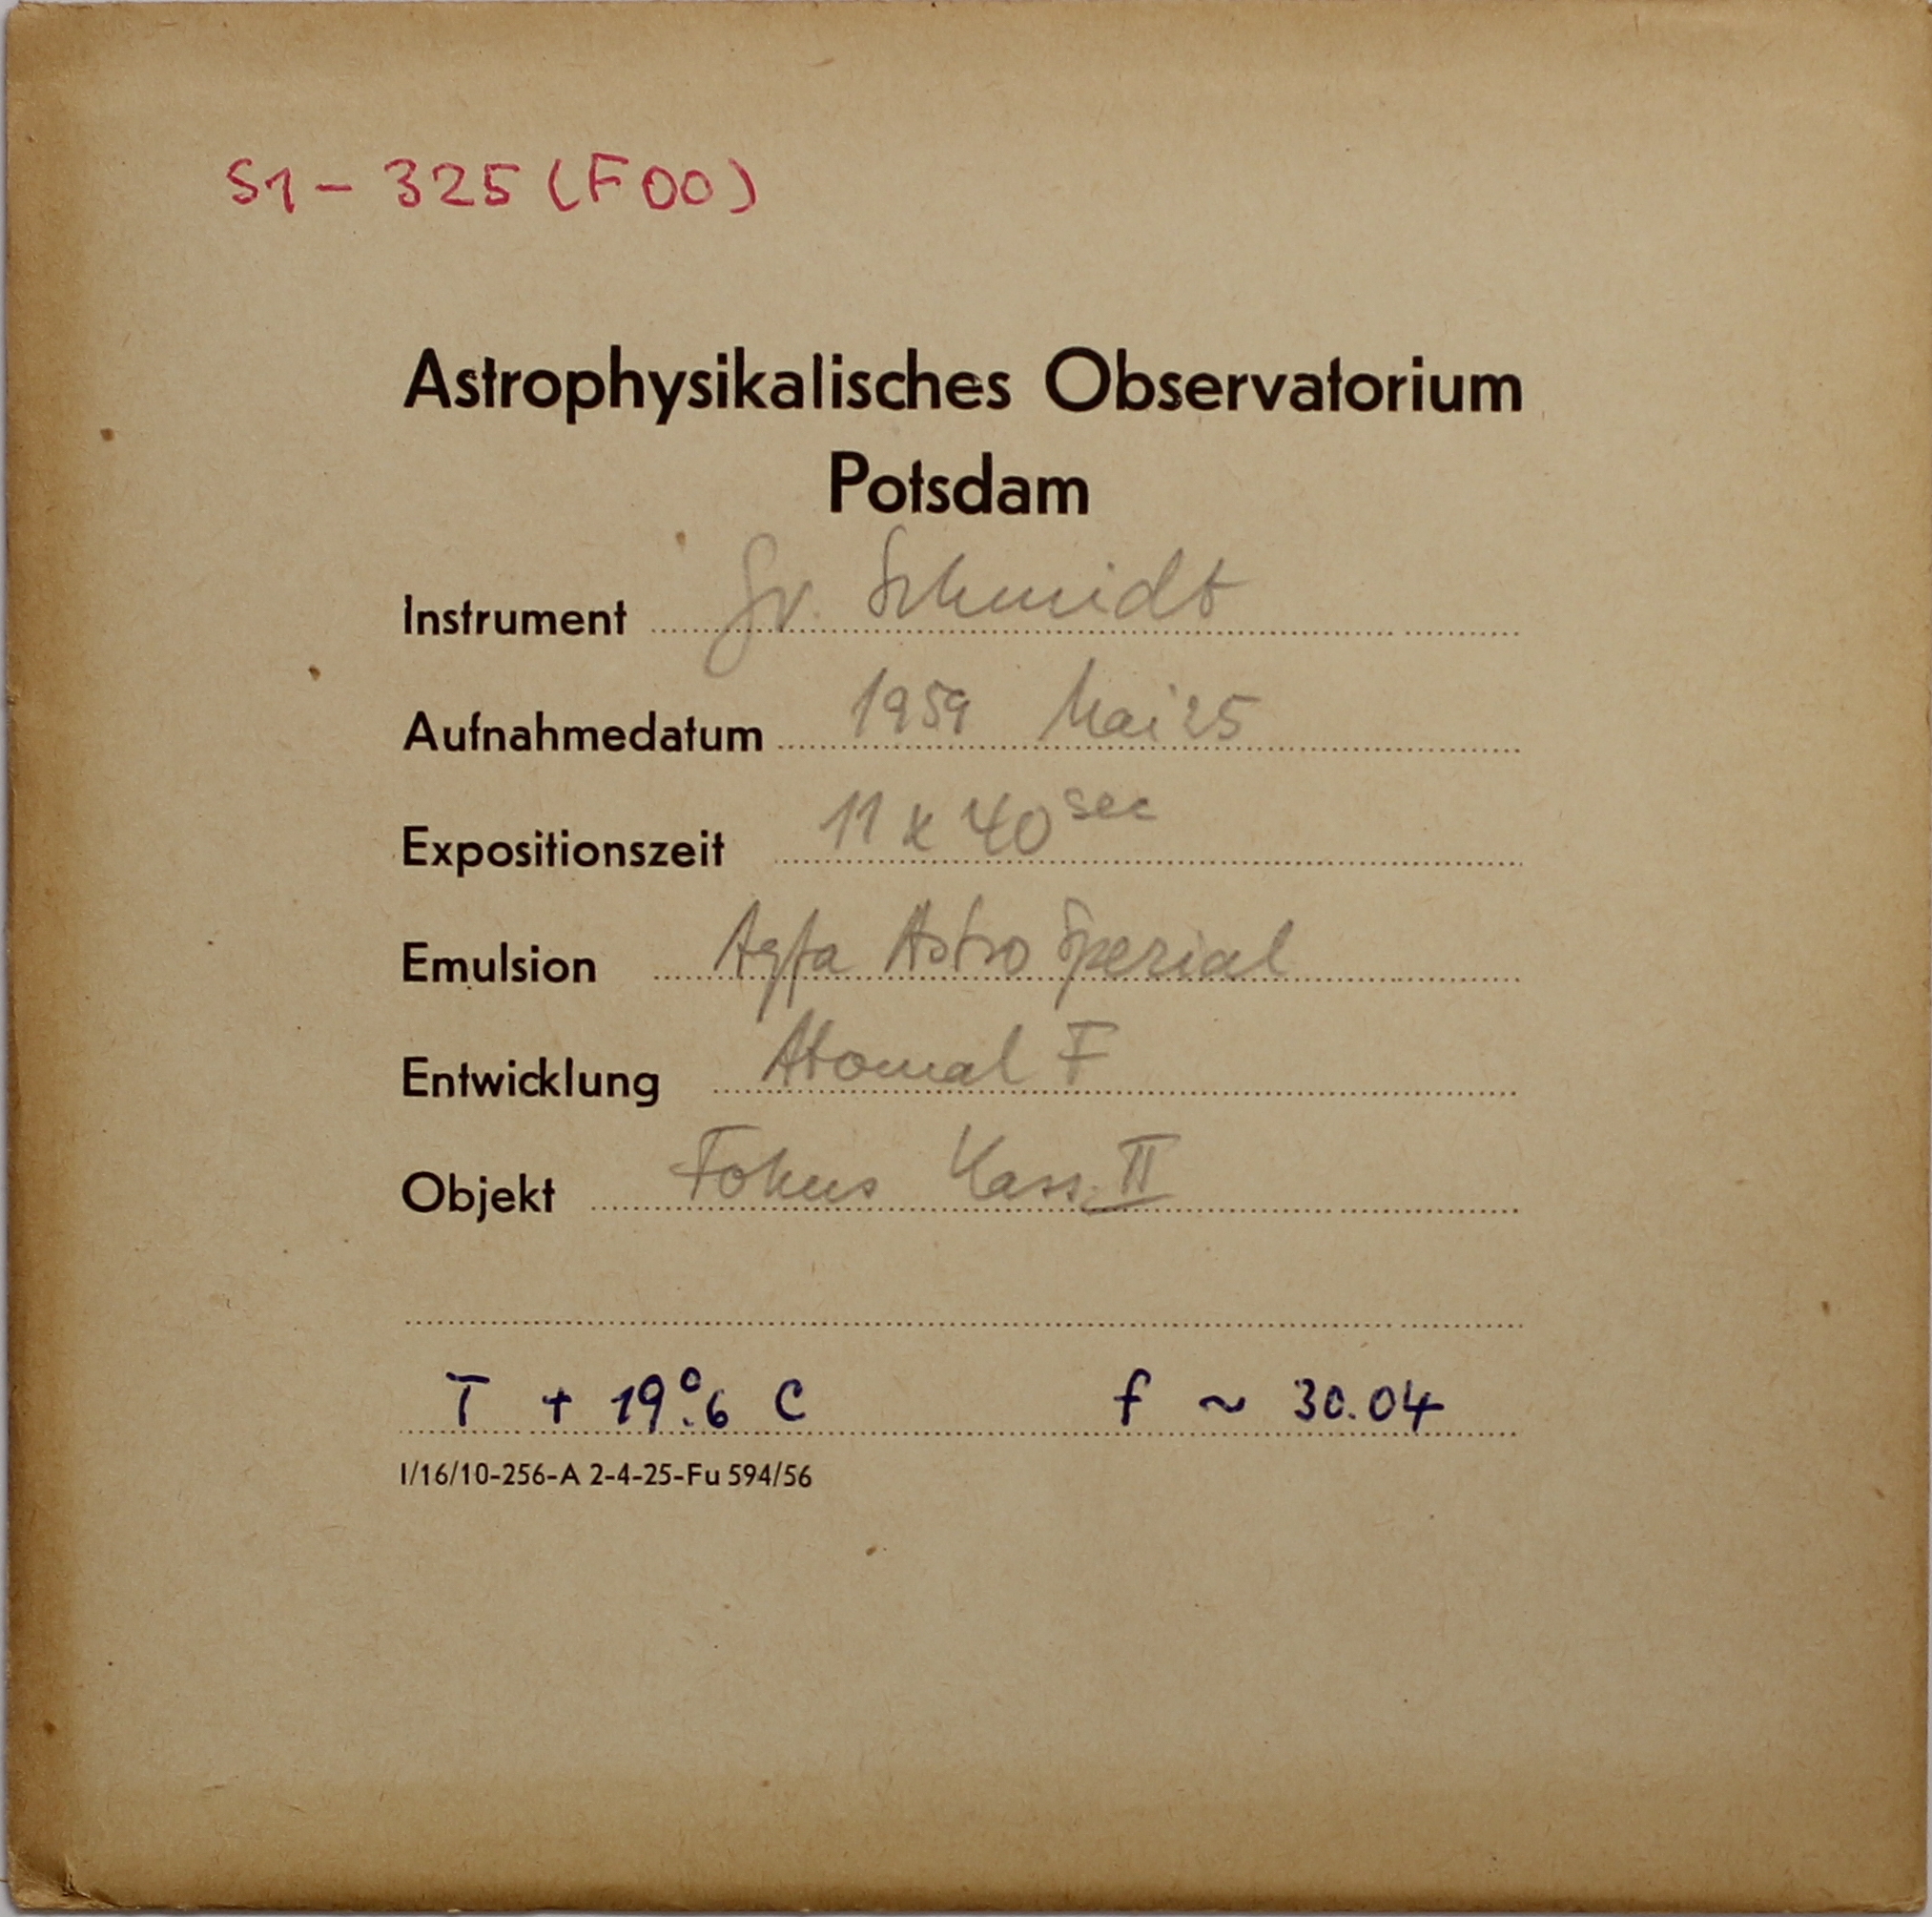 S1 - 325 (F00)
Astrophysikalisches Observatorium
Potsdam
Instrument Gr. Schmidt
Aufnahmedatum 1959 Mai 25
Expositionszeit 11 x 40 sec
Emulsion Agfa Astro Spezial
Entwicklung Atomal F
Objekt Fokus Kass. II
T + 19°.6 C f ~ 30.04
I/16/10-256-A 2-4-25-Fu 594/56